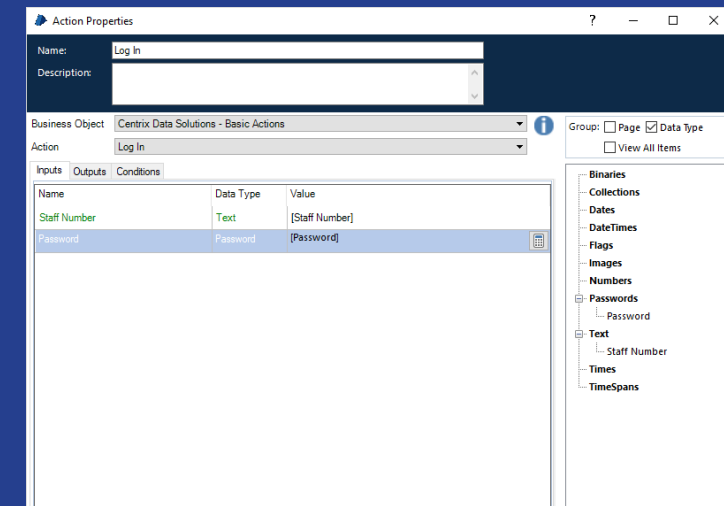 Action Properties
?
Name: Log In
Description:
Business Object Centrix Data Solutions - Basic Actions
Action Log In
Group: Page Data Type
View All Items
Inputs Outputs Conditions
Name Data Type Value
Staff Number Text [Staff Number]
Password Password [Password]
Binaries
Collections
Dates
DateTimes
Flags
Images
Numbers
Passwords
Password
Text
Staff Number
Times
TimeSpans